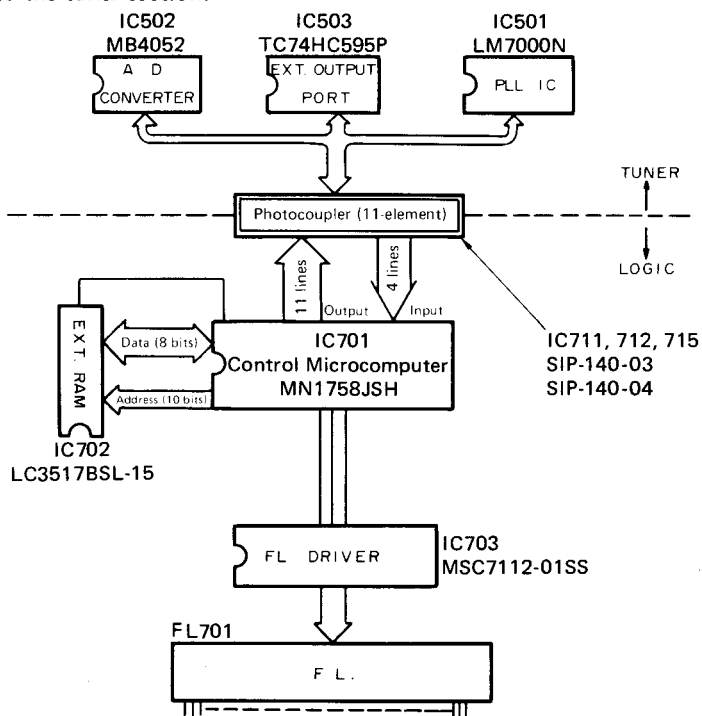 IC502
MB4052
A D
CONVERTER
IC503
TC74HC595P
EXT. OUTPUT
PORT
IC501
LM7000N
PLL IC
TUNER
Photocoupler (11-element)
LOGIC
11 lines
Output
4 lines
Input
EXT. RAM
Data (8 bits)
Address (10 bits)
IC702
LC3517BSL-15
IC701
Control Microcomputer
MN1758JSH
IC711, 712, 715
SIP-140-03
SIP-140-04
FL DRIVER
IC703
MSC7112-01SS
FL701
F L.